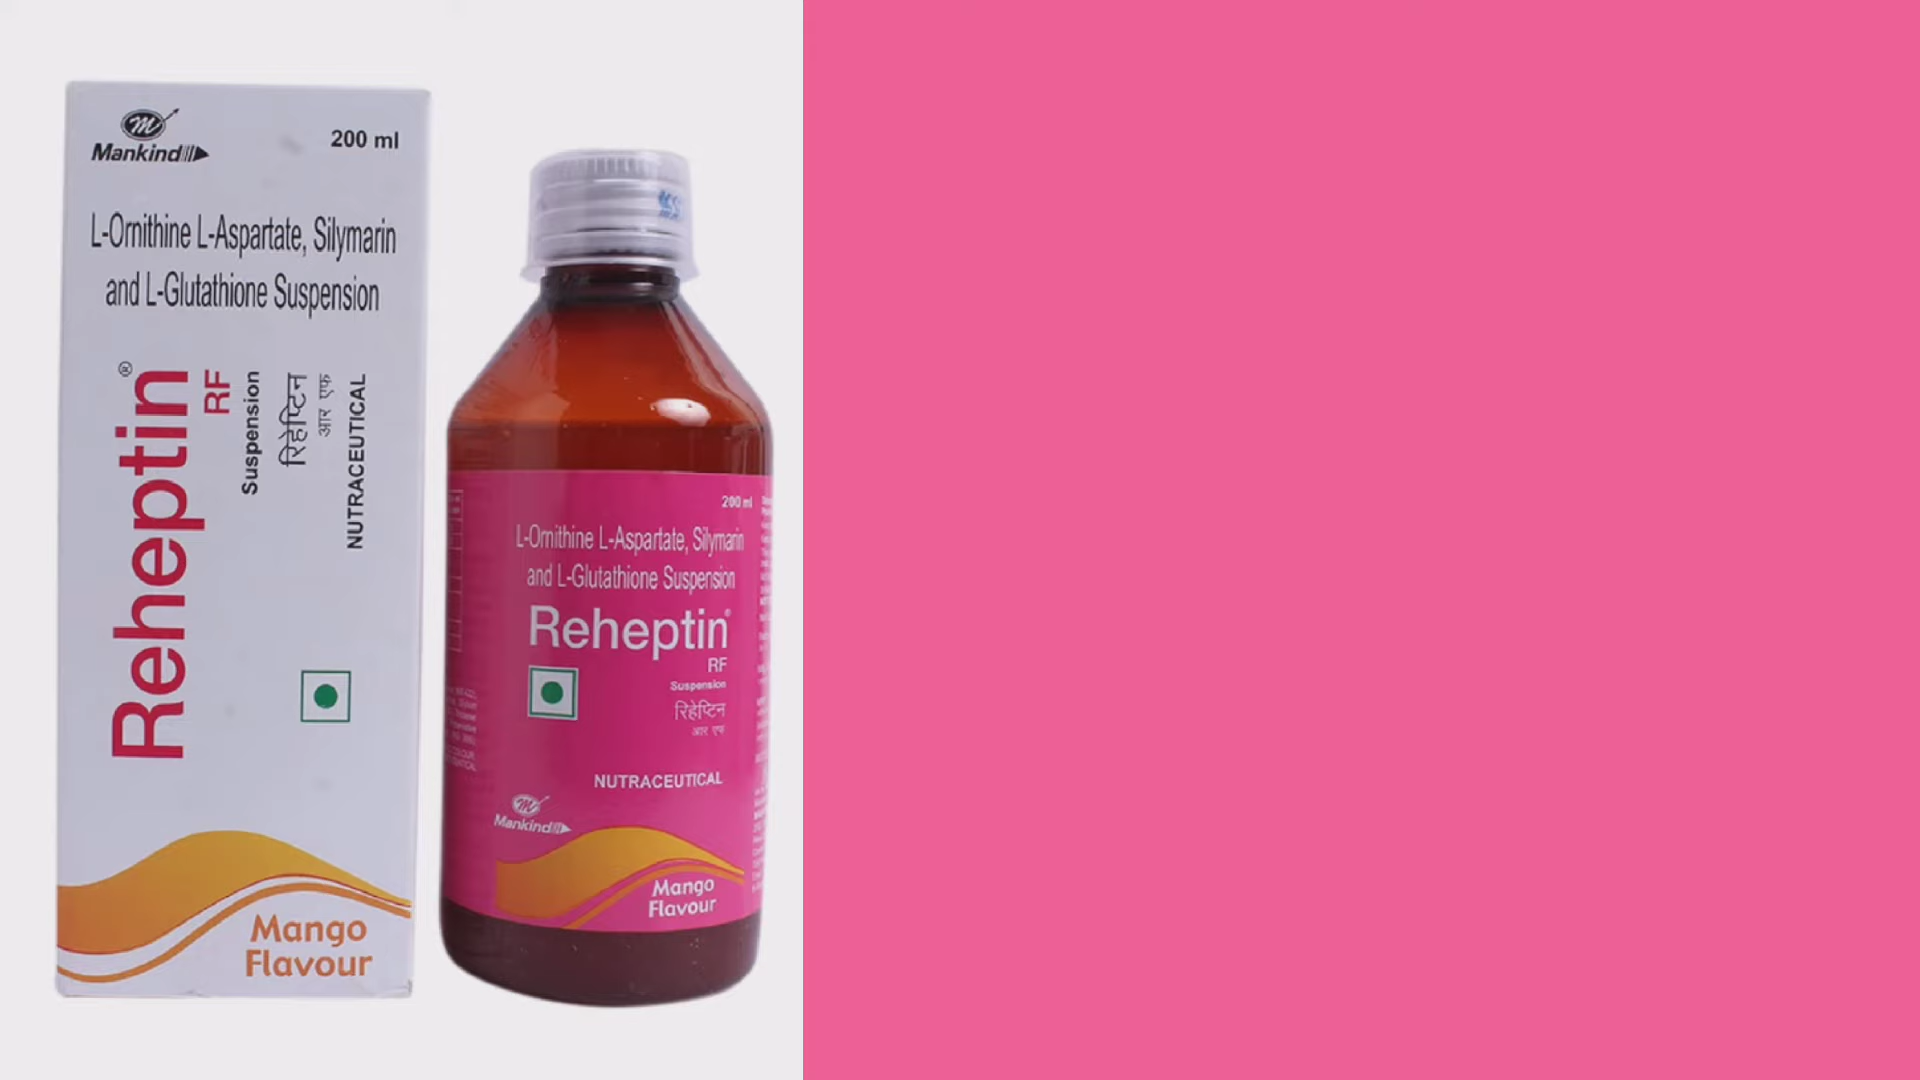 Mankind
200 ml
L-Ornithine L-Aspartate, Silymarin
and L-Glutathione Suspension
Reheptin®
RF
Suspension
रिहेप्टिन
आर एफ
NUTRACEUTICAL
Mango
Flavour
200 ml
L-Ornithine L-Aspartate, Silymarin
and L-Glutathione Suspension
Reheptin®
RF
Suspension
रिहेप्टिन
आर एफ
NUTRACEUTICAL
Mankind
Mango
Flavour